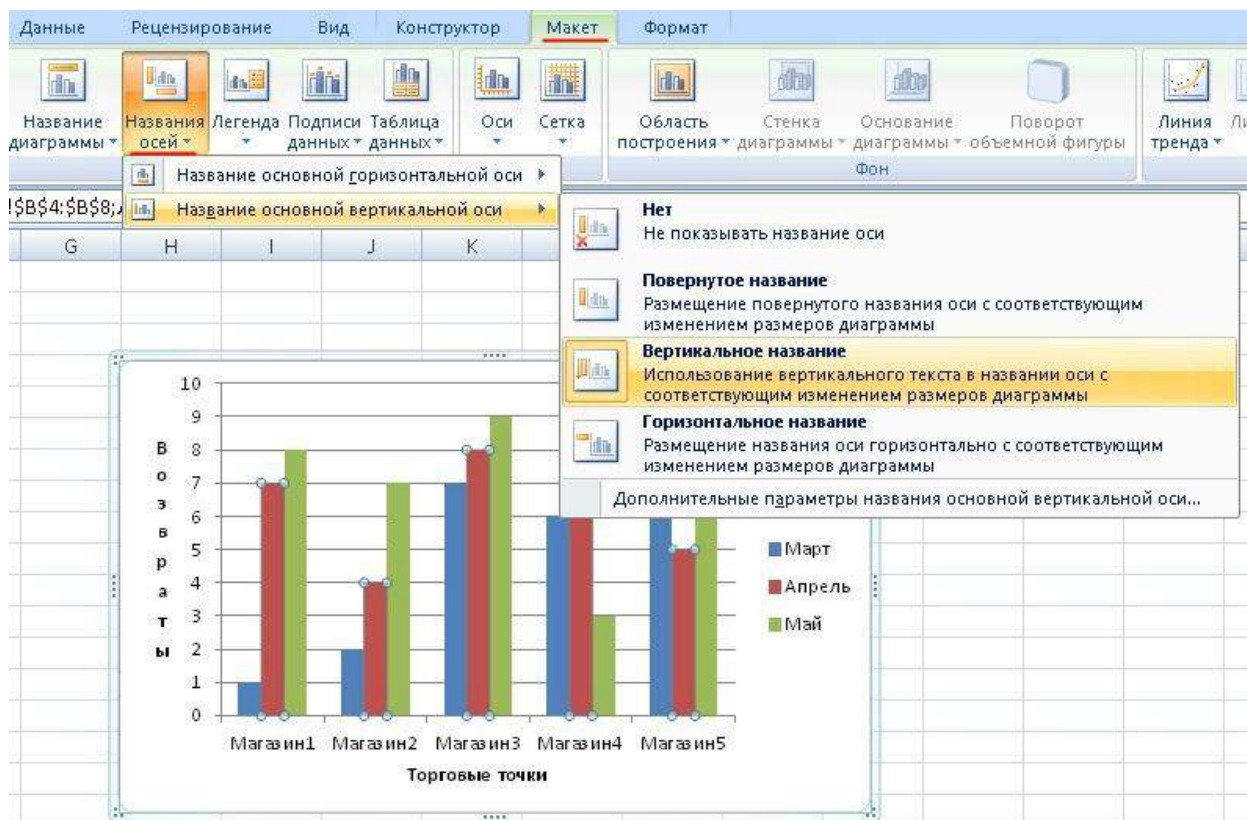 Данные Рецензирование Вид Конструктор Макет Формат
Название диаграммы
Названия осей
Легенда
Подписи данных
Таблица данных
Оси
Сетка
Область построения
Стенка диаграммы
Основание диаграммы
Поворот объемной фигуры
Линия тренда
Фон
Название основной горизонтальной оси
Название основной вертикальной оси
!$B$4:$B$8;
Нет
Не показывать название оси
Повернутое название
Размещение повернутого названия оси с соответствующим
изменением размеров диаграммы
Вертикальное название
Использование вертикального текста в названии оси с
соответствующим изменением размеров диаграммы
Горизонтальное название
Размещение названия оси горизонтально с соответствующим
изменением размеров диаграммы
Дополнительные параметры названия основной вертикальной оси...
G H I J K
10
9
8
7
6
5
4
3
2
1
0
Возвраты
Магазин1 Магазин2 Магазин3 Магазин4 Магазин5
Торговые точки
Март
Апрель
Май